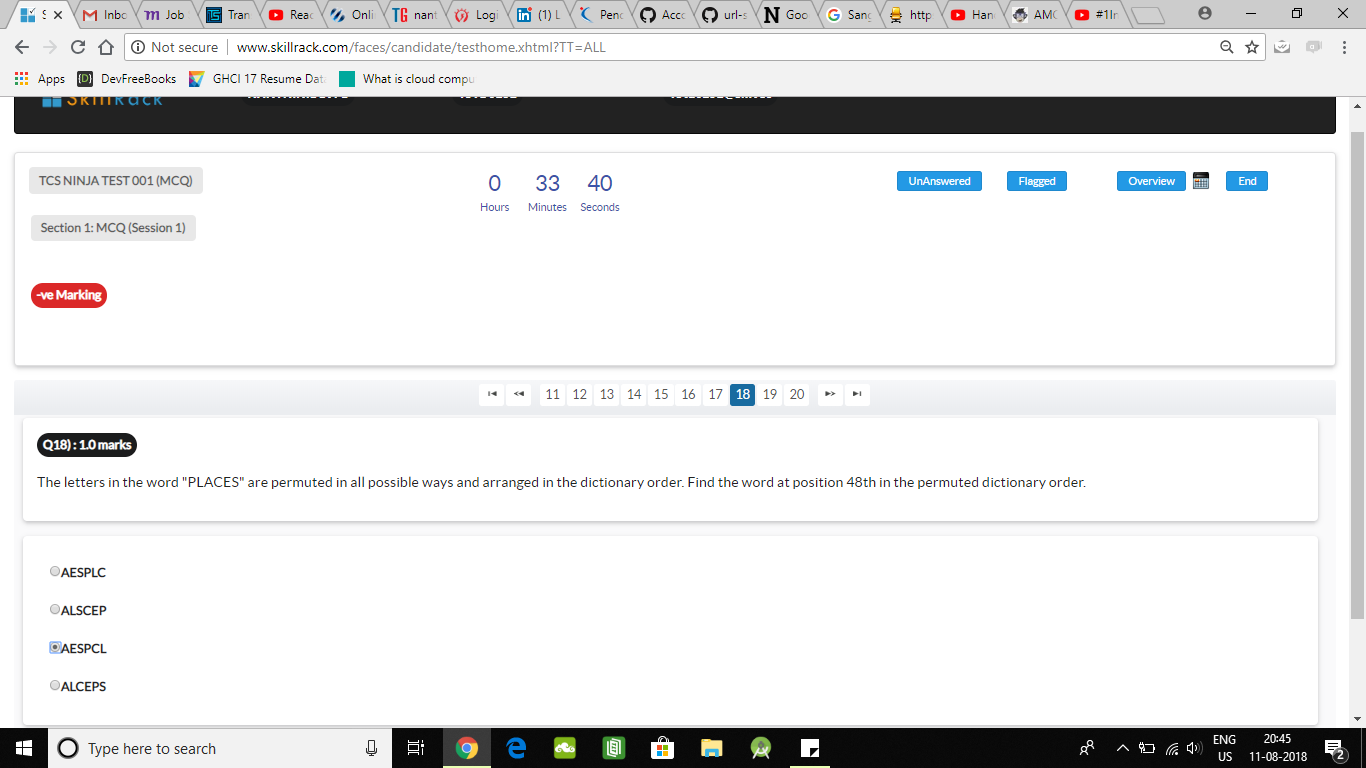 S
Inbo
Job
Tran
Reac
Onli
nant
Logi
(1) L
Penc
Acco
url-s
Goo
Sang
http
Han
AMC
#1Ir
Not secure
www.skillrack.com/faces/candidate/testhome.xhtml?TT=ALL
Apps
DevFreeBooks
GHCI 17 Resume Data
What is cloud compu
SkillRack
TCS NINJA TEST 001 (MCQ)
0 33 40
Hours Minutes Seconds
UnAnswered
Flagged
Overview
End
Section 1: MCQ (Session 1)
-ve Marking
11 12 13 14 15 16 17 18 19 20
Q18) : 1.0 marks
The letters in the word "PLACES" are permuted in all possible ways and arranged in the dictionary order. Find the word at position 48th in the permuted dictionary order.
AESPLC
ALSCEP
AESPCL
ALCEPS
Type here to search
ENG
US
20:45
11-08-2018
2